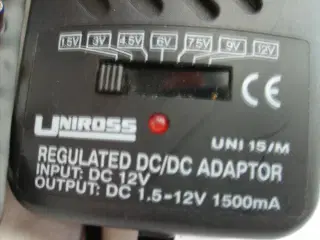 1.5V 3V 4.5V 6V 7.5V 9V 12V
CE
UNIROSS
UNI 15/M
REGULATED DC/DC ADAPTOR
INPUT: DC 12V
OUTPUT: DC 1.5-12V 1500mA